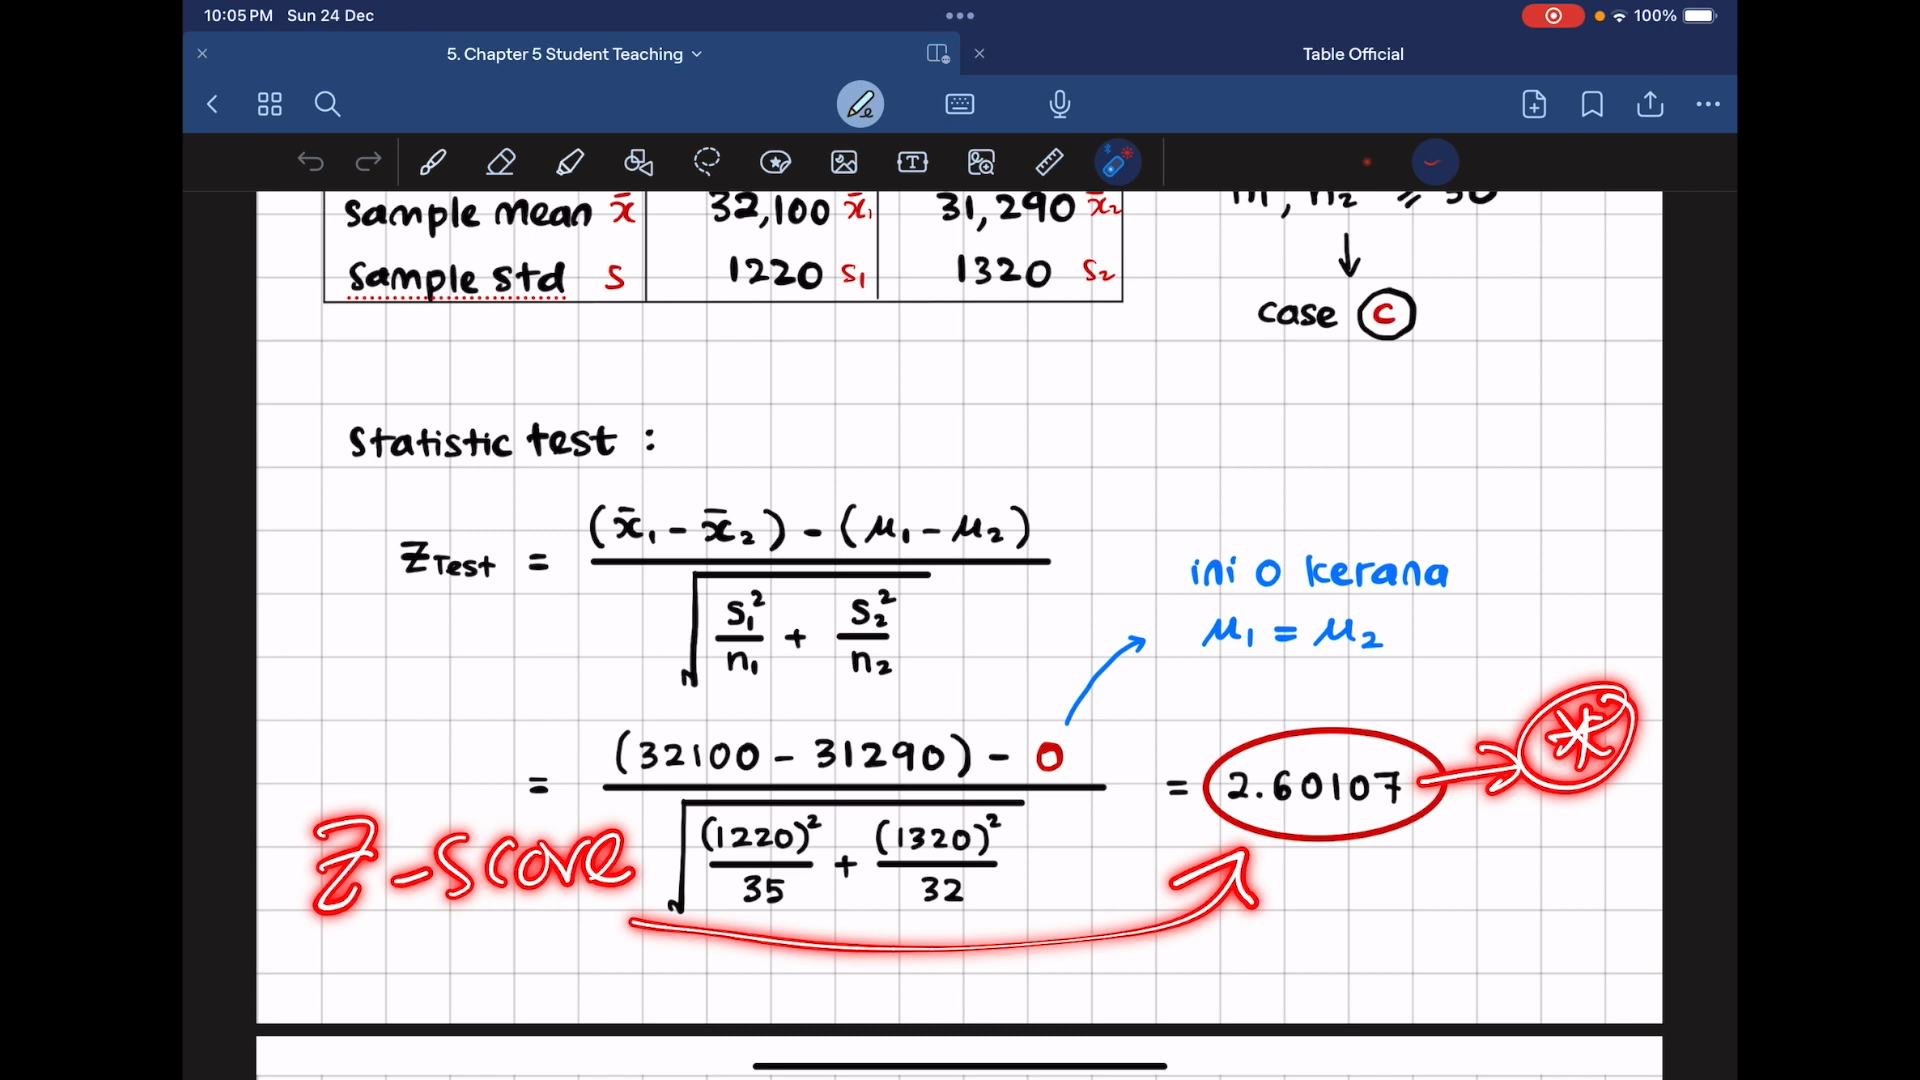 10:05 PM Sun 24 Dec
100%
5. Chapter 5 Student Teaching
Table Official
sample mean x̄ 32,100 x̄₁ 31,290 x̄₂
sample std s 1220 s₁ 1320 s₂
n₁, n₂ ≥ 30
case C
Statistic test :
Z Test = (x̄₁ - x̄₂) - (μ₁ - μ₂)
√ s₁²/n₁ + s₂²/n₂
ini 0 kerana
μ₁ = μ₂
= (32100 - 31290) - 0 = 2.60107 → *
√ (1220)²/35 + (1320)²/32
Z-score